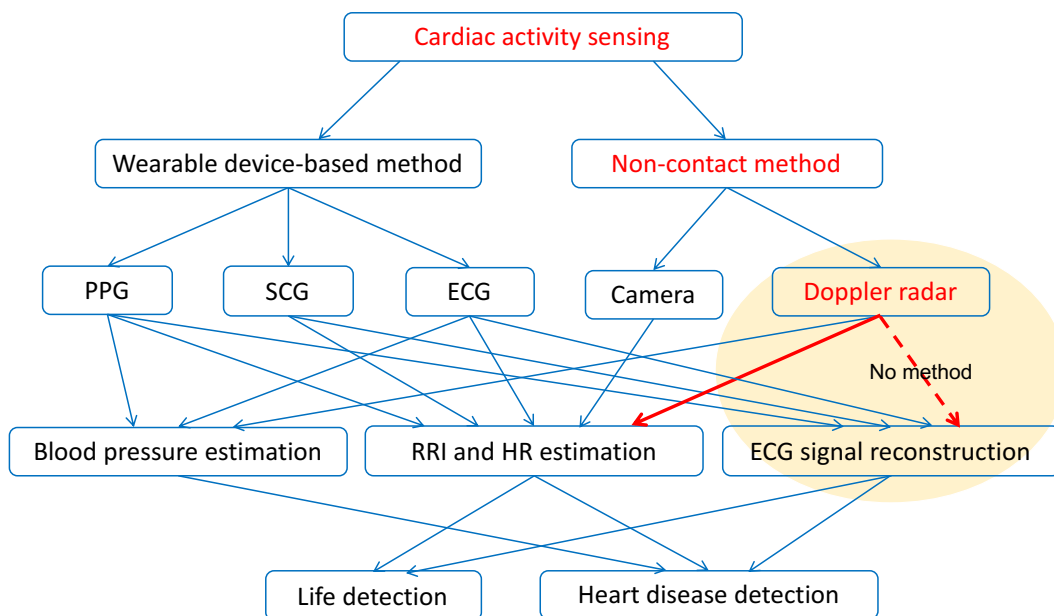 Cardiac activity sensing
Wearable device-based method
Non-contact method
PPG
SCG
ECG
Camera
Doppler radar
No method
Blood pressure estimation
RRI and HR estimation
ECG signal reconstruction
Life detection
Heart disease detection